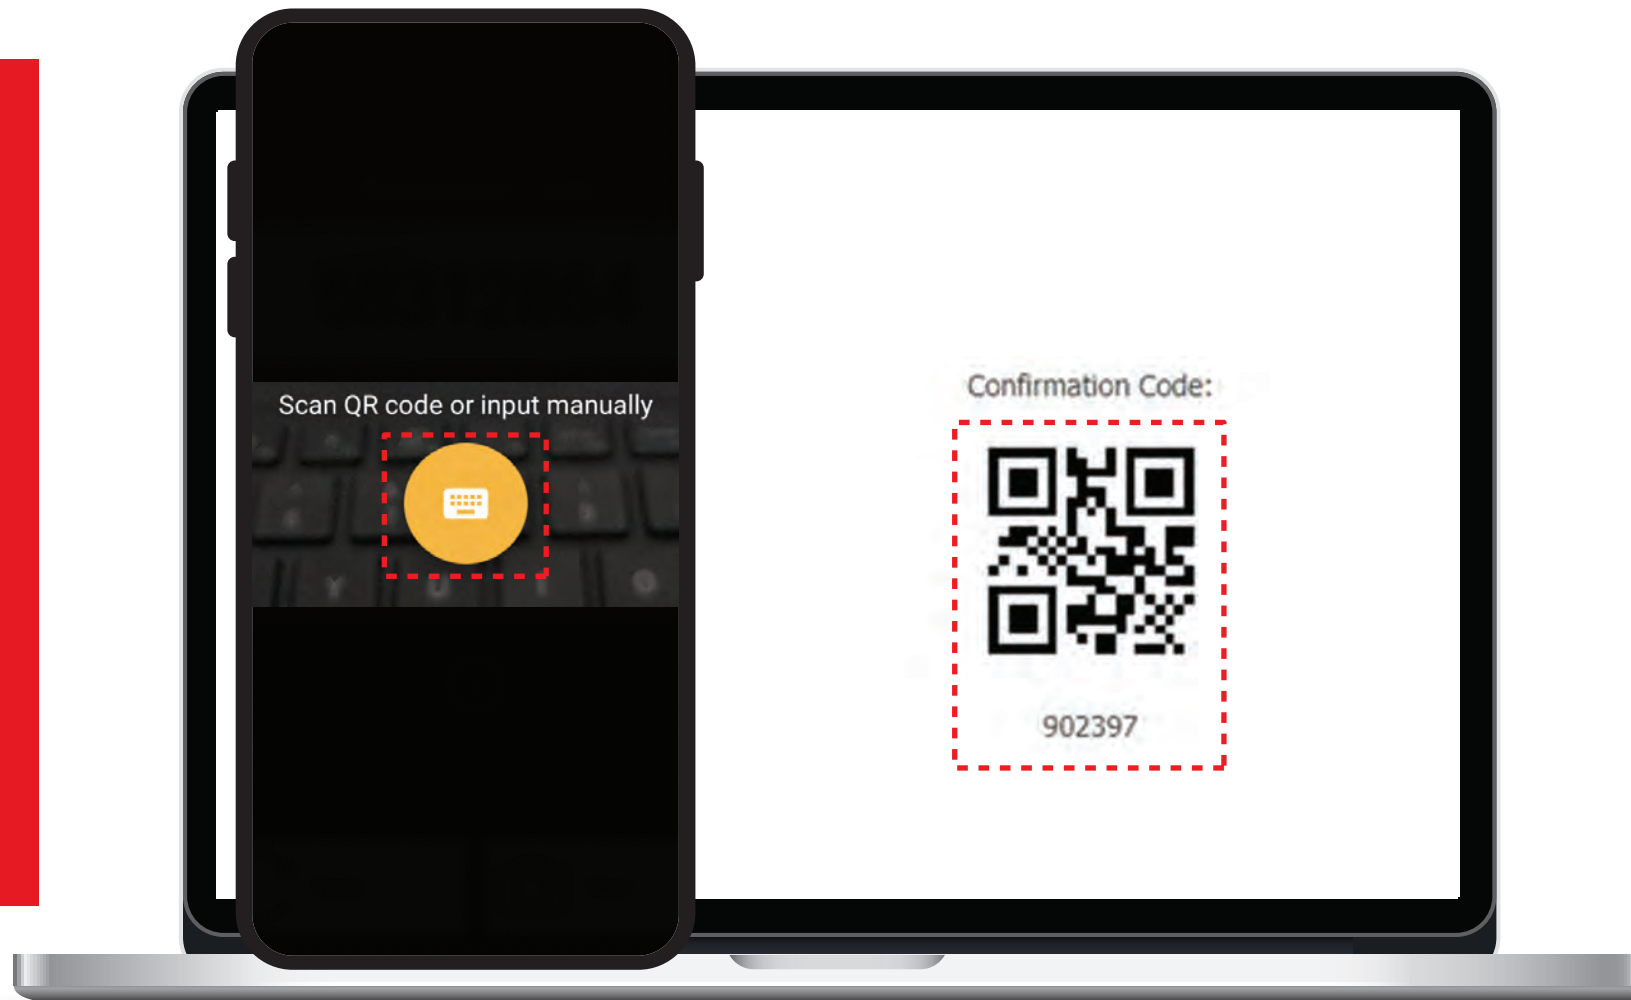 Scan QR code or input manually
Y U I O
Confirmation Code:
902397